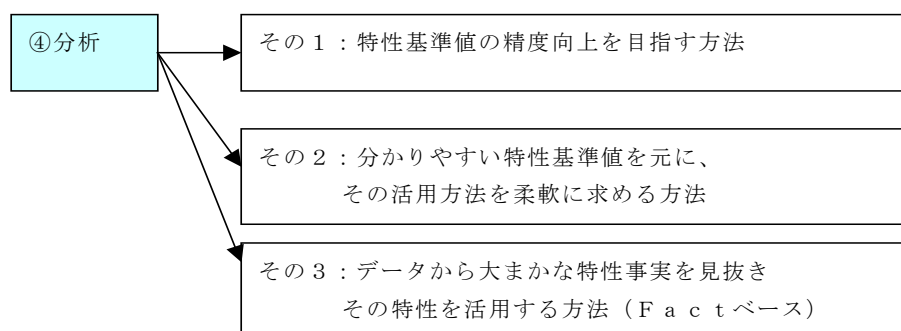 ④分析
その１：特性基準値の精度向上を目指す方法
その２：分かりやすい特性基準値を元に、
その活用方法を柔軟に求める方法
その３：データから大まかな特性事実を見抜き
その特性を活用する方法（Ｆａｃｔベース）